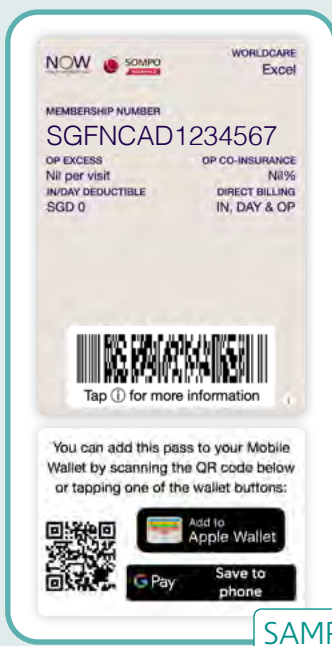 NOW SOMPO
WORLDCARE
Excel
MEMBERSHIP NUMBER
SGFNCAD1234567
OP EXCESS OP CO-INSURANCE
Nil per visit Nil%
IN/DAY DEDUCTIBLE DIRECT BILLING
SGD 0 IN, DAY & OP
Tap ⓘ for more information
You can add this pass to your Mobile
Wallet by scanning the QR code below
or tapping one of the wallet buttons:
Add to
Apple Wallet
G Pay Save to
phone
SAMP